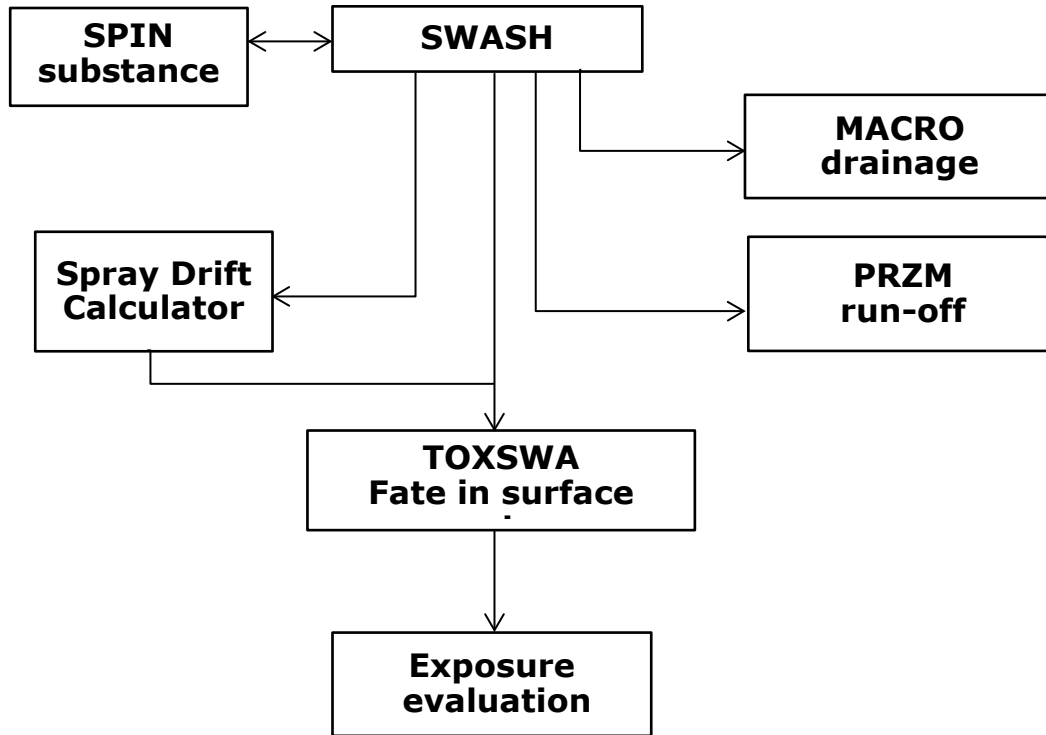 SPIN
substance
SWASH
MACRO
drainage
Spray Drift
Calculator
PRZM
run-off
TOXSWA
Fate in surface
Exposure
evaluation